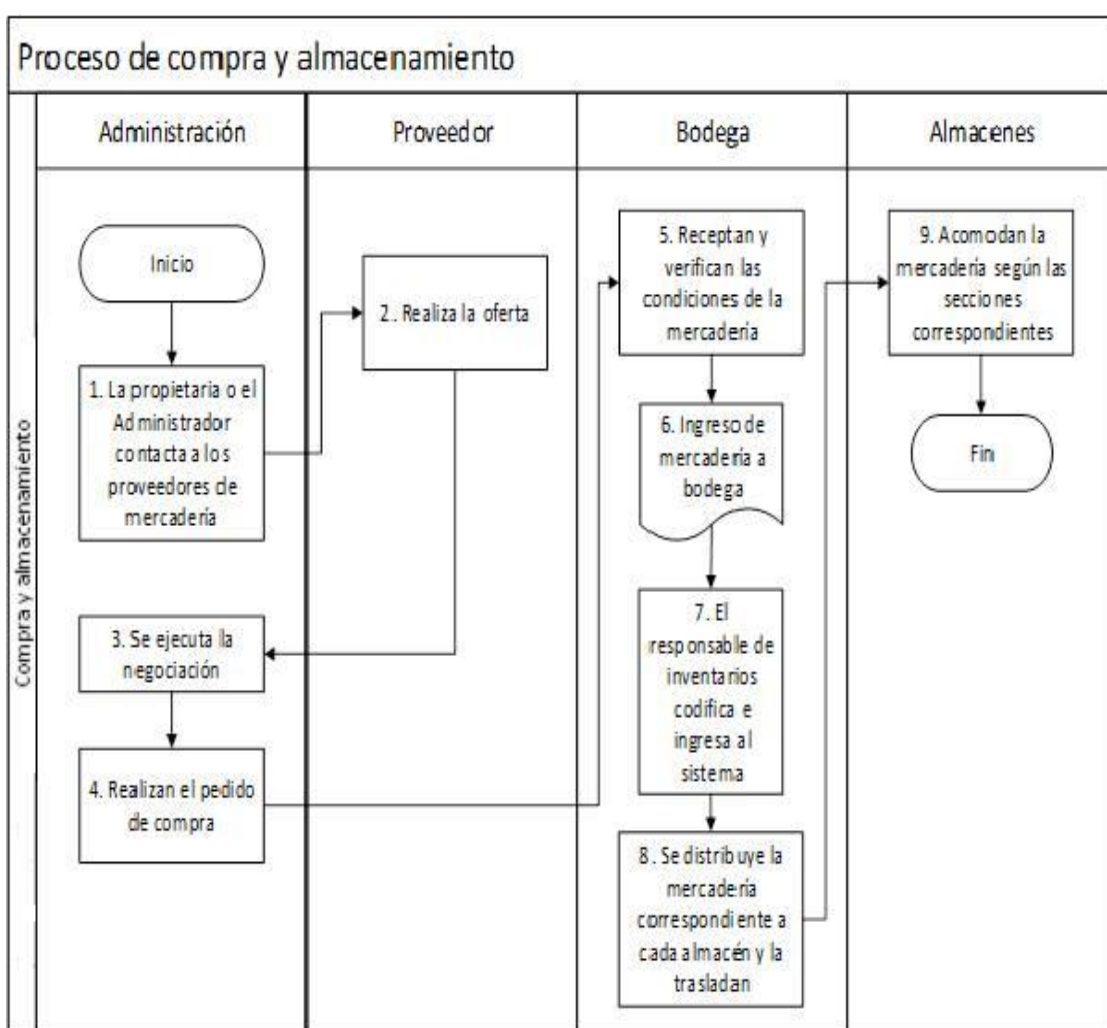 Proceso de compra y almacenamiento
Compra y almacenamiento
Administración
Proveedor
Bodega
Almacenes
Inicio
1. La propietaria o el
Administrador
contacta a los
proveedores de
mercadería
2. Realiza la oferta
3. Se ejecuta la
negociación
4. Realizan el pedido
de compra
5. Receptan y
verifican las
condiciones de la
mercadería
6. Ingreso de
mercadería a
bodega
7. El
responsable de
inventarios
codifica e
ingresa al
sistema
8. Se distribuye la
mercadería
correspondiente a
cada almacén y la
trasladan
9. Acomodan la
mercadería según las
secciones
correspondientes
Fin